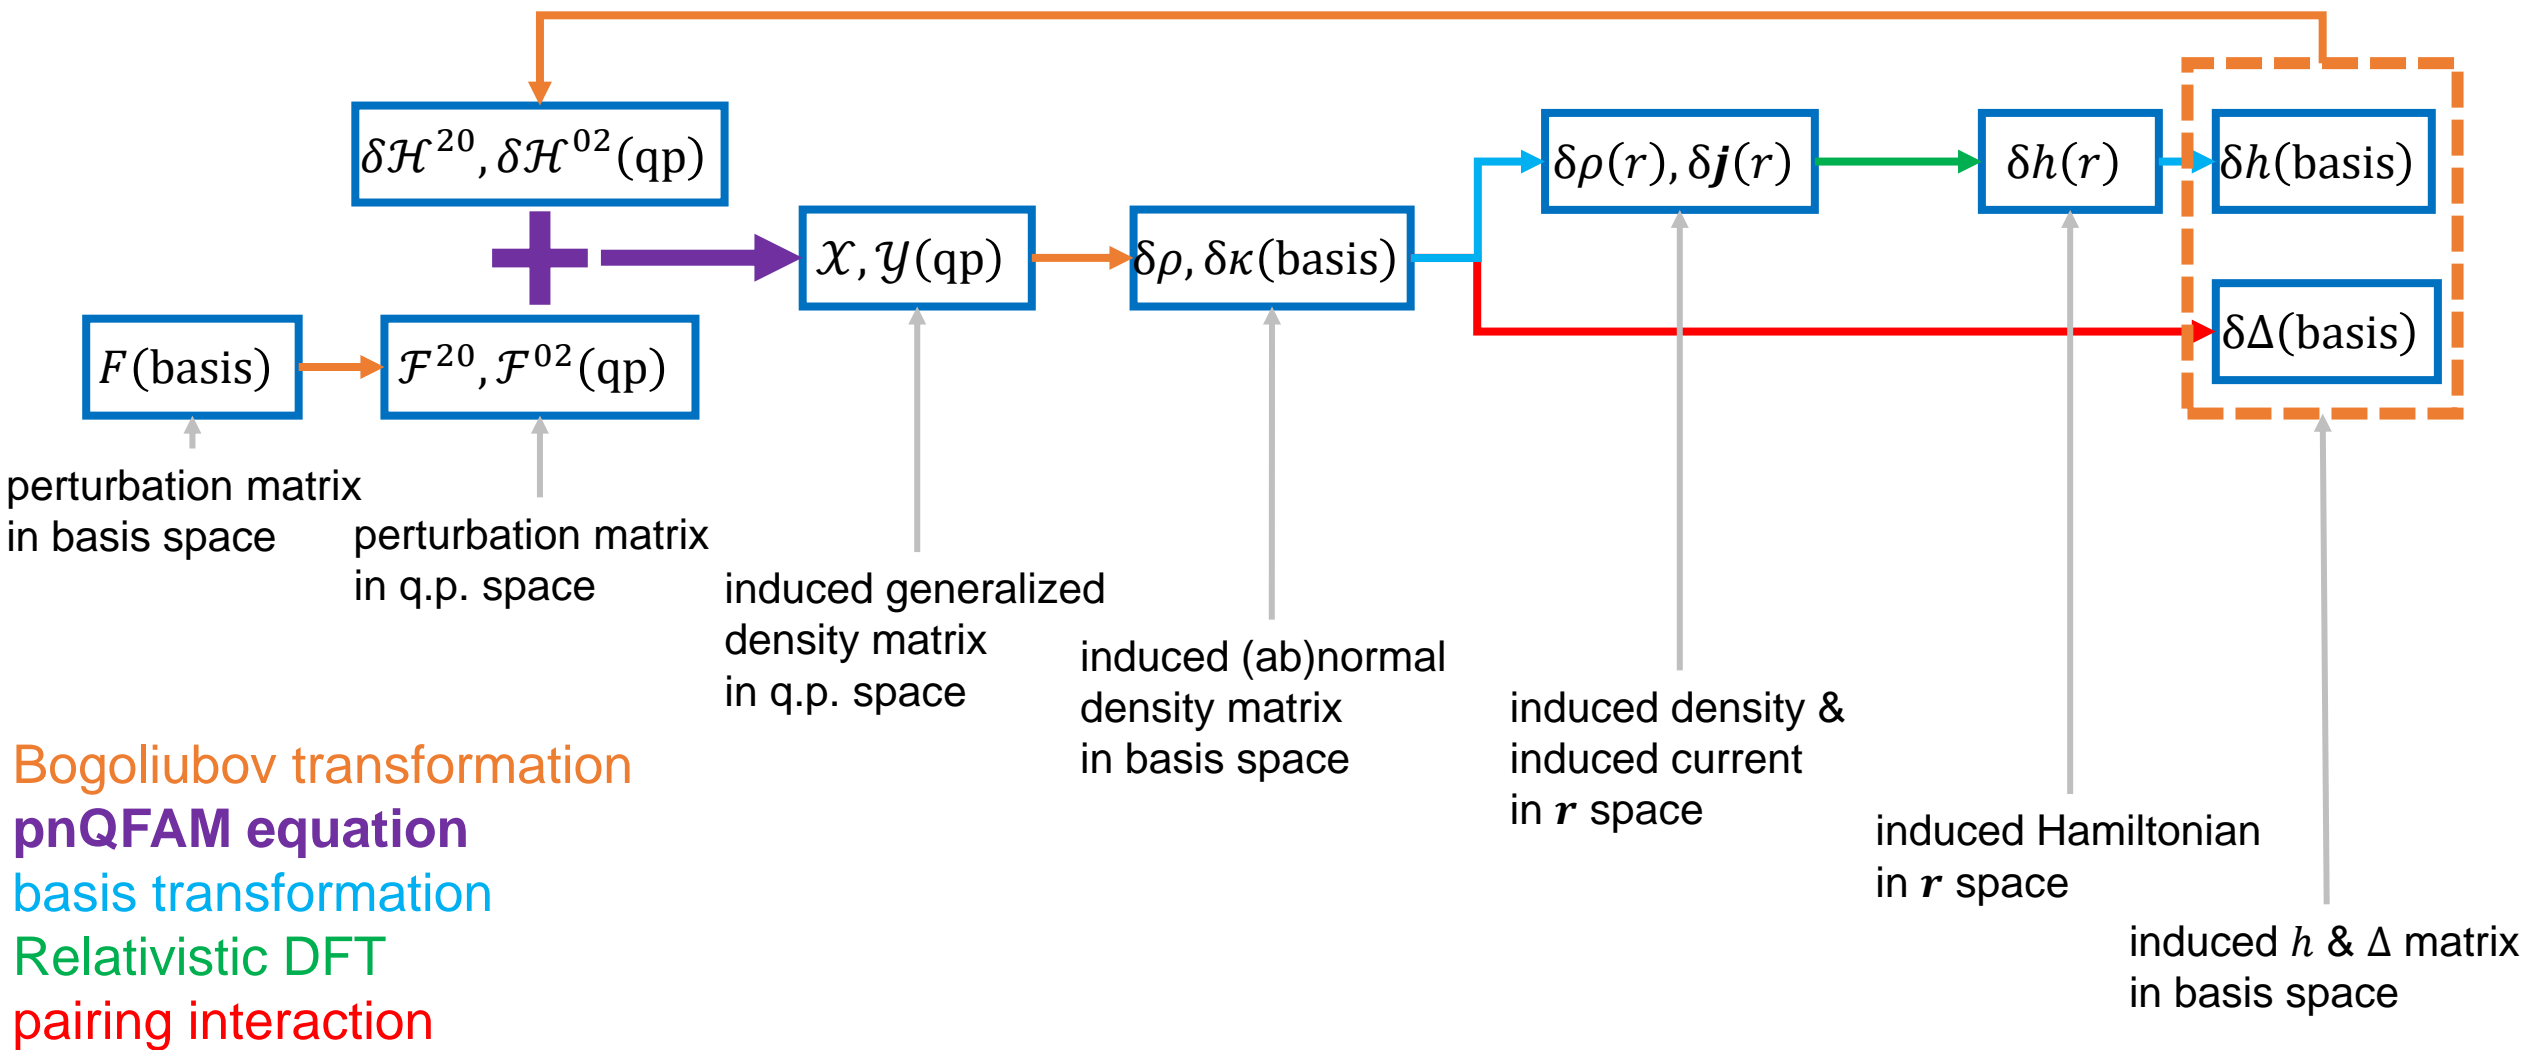 δℋ²⁰, δℋ⁰²(qp)
δρ(r), δj(r)
δh(r)
δh(basis)
𝒳, 𝒴(qp)
δρ, δκ(basis)
F(basis)
ℱ²⁰, ℱ⁰²(qp)
δΔ(basis)
perturbation matrix
in basis space
perturbation matrix
in q.p. space
induced generalized
density matrix
in q.p. space
induced (ab)normal
density matrix
in basis space
induced density &
induced current
in r space
induced Hamiltonian
in r space
induced h & Δ matrix
in basis space
Bogoliubov transformation
pnQFAM equation
basis transformation
Relativistic DFT
pairing interaction